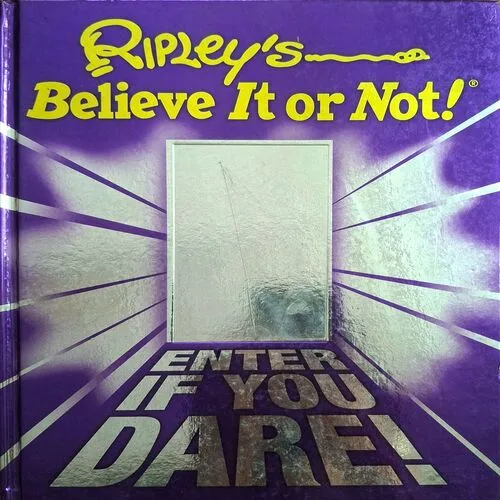 Ripley's
Believe It or Not!®
ENTER
IF YOU
DARE!